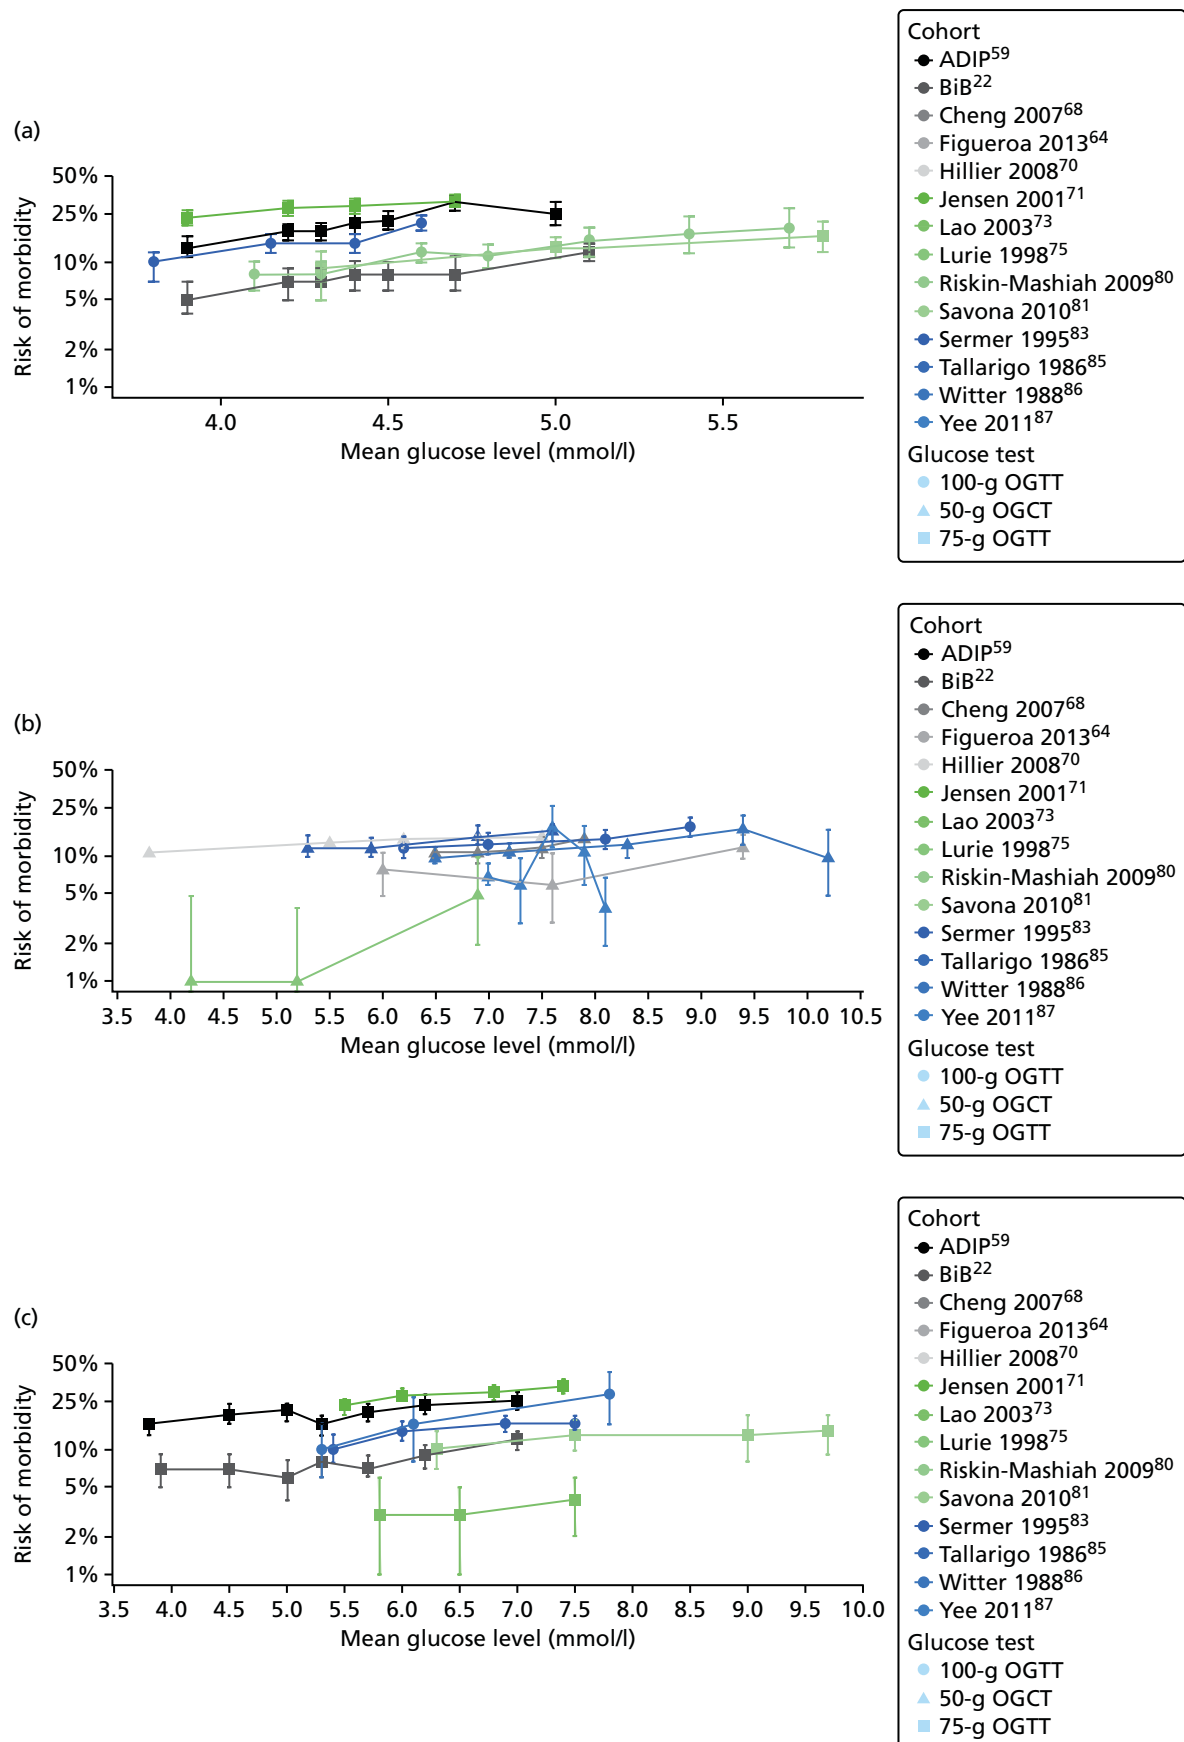 (a)
Risk of morbidity
50%
25%
10%
5%
2%
1%
4.0 4.5 5.0 5.5
Mean glucose level (mmol/l)
Cohort
ADIP59
BiB22
Cheng 200768
Figueroa 201364
Hillier 200870
Jensen 200171
Lao 200373
Lurie 199875
Riskin-Mashiah 200980
Savona 201081
Sermer 199583
Tallarigo 198685
Witter 198886
Yee 201187
Glucose test
100-g OGTT
50-g OGCT
75-g OGTT
(b)
Risk of morbidity
50%
25%
10%
5%
2%
1%
3.5 4.0 4.5 5.0 5.5 6.0 6.5 7.0 7.5 8.0 8.5 9.0 9.5 10.0 10.5
Mean glucose level (mmol/l)
Cohort
ADIP59
BiB22
Cheng 200768
Figueroa 201364
Hillier 200870
Jensen 200171
Lao 200373
Lurie 199875
Riskin-Mashiah 200980
Savona 201081
Sermer 199583
Tallarigo 198685
Witter 198886
Yee 201187
Glucose test
100-g OGTT
50-g OGCT
75-g OGTT
(c)
Risk of morbidity
50%
25%
10%
5%
2%
1%
3.5 4.0 4.5 5.0 5.5 6.0 6.5 7.0 7.5 8.0 8.5 9.0 9.5 10.0
Mean glucose level (mmol/l)
Cohort
ADIP59
BiB22
Cheng 200768
Figueroa 201364
Hillier 200870
Jensen 200171
Lao 200373
Lurie 199875
Riskin-Mashiah 200980
Savona 201081
Sermer 199583
Tallarigo 198685
Witter 198886
Yee 201187
Glucose test
100-g OGTT
50-g OGCT
75-g OGTT